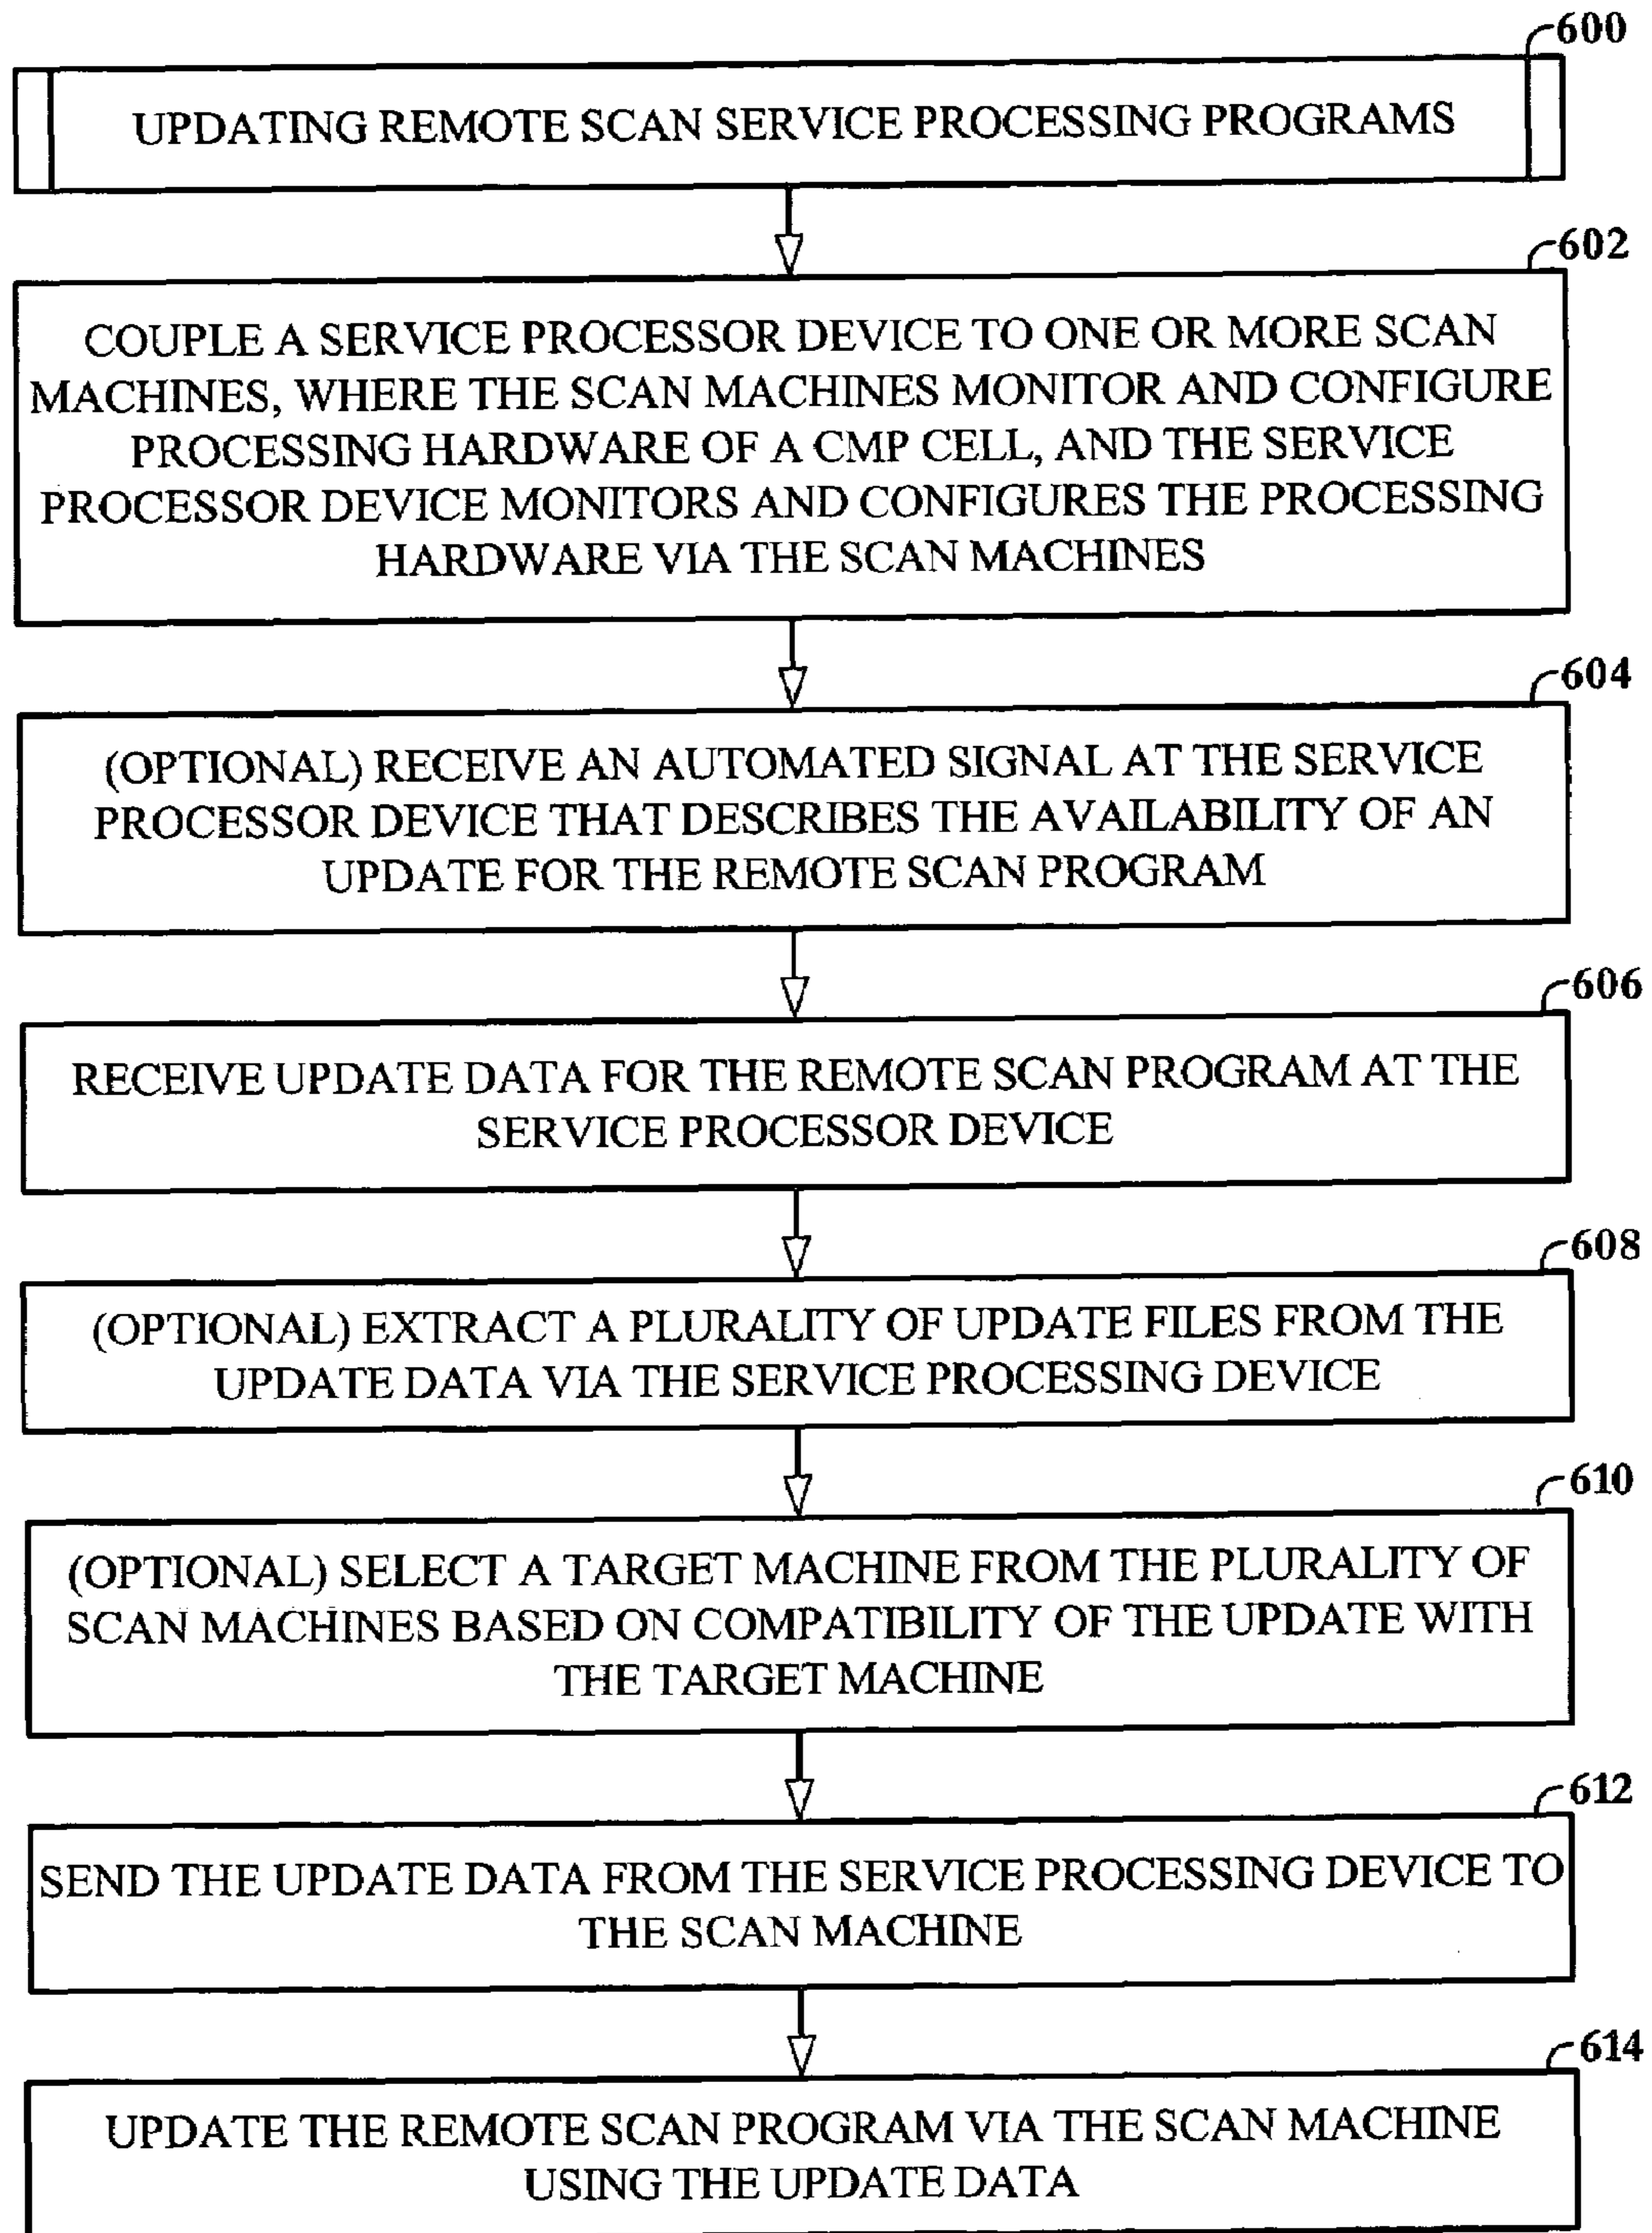 600
UPDATING REMOTE SCAN SERVICE PROCESSING PROGRAMS
602
COUPLE A SERVICE PROCESSOR DEVICE TO ONE OR MORE SCAN
MACHINES, WHERE THE SCAN MACHINES MONITOR AND CONFIGURE
PROCESSING HARDWARE OF A CMP CELL, AND THE SERVICE
PROCESSOR DEVICE MONITORS AND CONFIGURES THE PROCESSING
HARDWARE VIA THE SCAN MACHINES
604
(OPTIONAL) RECEIVE AN AUTOMATED SIGNAL AT THE SERVICE
PROCESSOR DEVICE THAT DESCRIBES THE AVAILABILITY OF AN
UPDATE FOR THE REMOTE SCAN PROGRAM
606
RECEIVE UPDATE DATA FOR THE REMOTE SCAN PROGRAM AT THE
SERVICE PROCESSOR DEVICE
608
(OPTIONAL) EXTRACT A PLURALITY OF UPDATE FILES FROM THE
UPDATE DATA VIA THE SERVICE PROCESSING DEVICE
610
(OPTIONAL) SELECT A TARGET MACHINE FROM THE PLURALITY OF
SCAN MACHINES BASED ON COMPATIBILITY OF THE UPDATE WITH
THE TARGET MACHINE
612
SEND THE UPDATE DATA FROM THE SERVICE PROCESSING DEVICE TO
THE SCAN MACHINE
614
UPDATE THE REMOTE SCAN PROGRAM VIA THE SCAN MACHINE
USING THE UPDATE DATA